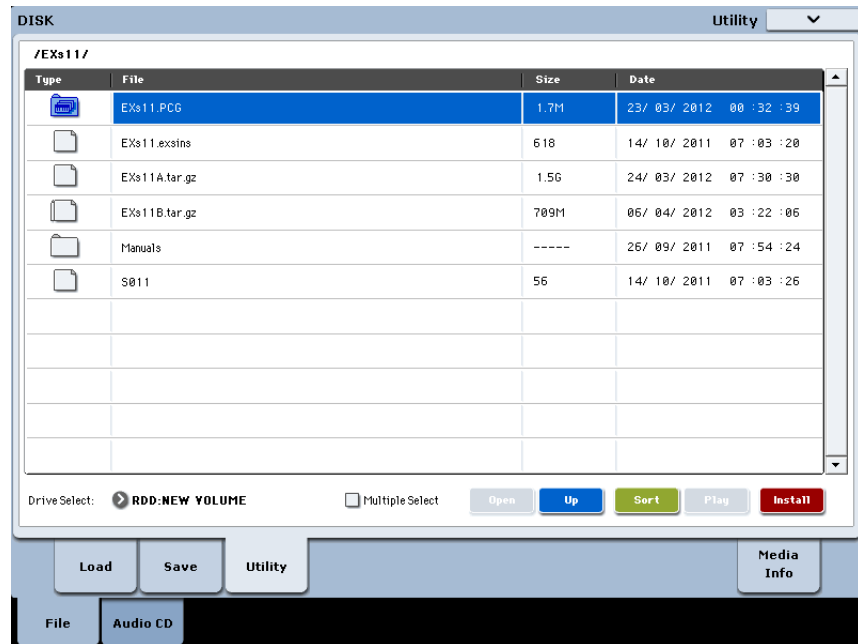 DISK Utility
/EXs11/
Type File Size Date
EXs11.PCG 1.7M 23/ 03/ 2012 00 :32 :39
EXs11.exsins 618 14/ 10/ 2011 07 :03 :20
EXs11A.tar.gz 1.5G 24/ 03/ 2012 07 :30 :30
EXs11B.tar.gz 709M 06/ 04/ 2012 03 :22 :06
Manuals ----- 26/ 09/ 2011 07 :54 :24
S011 56 14/ 10/ 2011 07 :03 :26
Drive Select: RDD:NEW VOLUME Multiple Select Open Up Sort Play Install
Load Save Utility Media
Info
File Audio CD